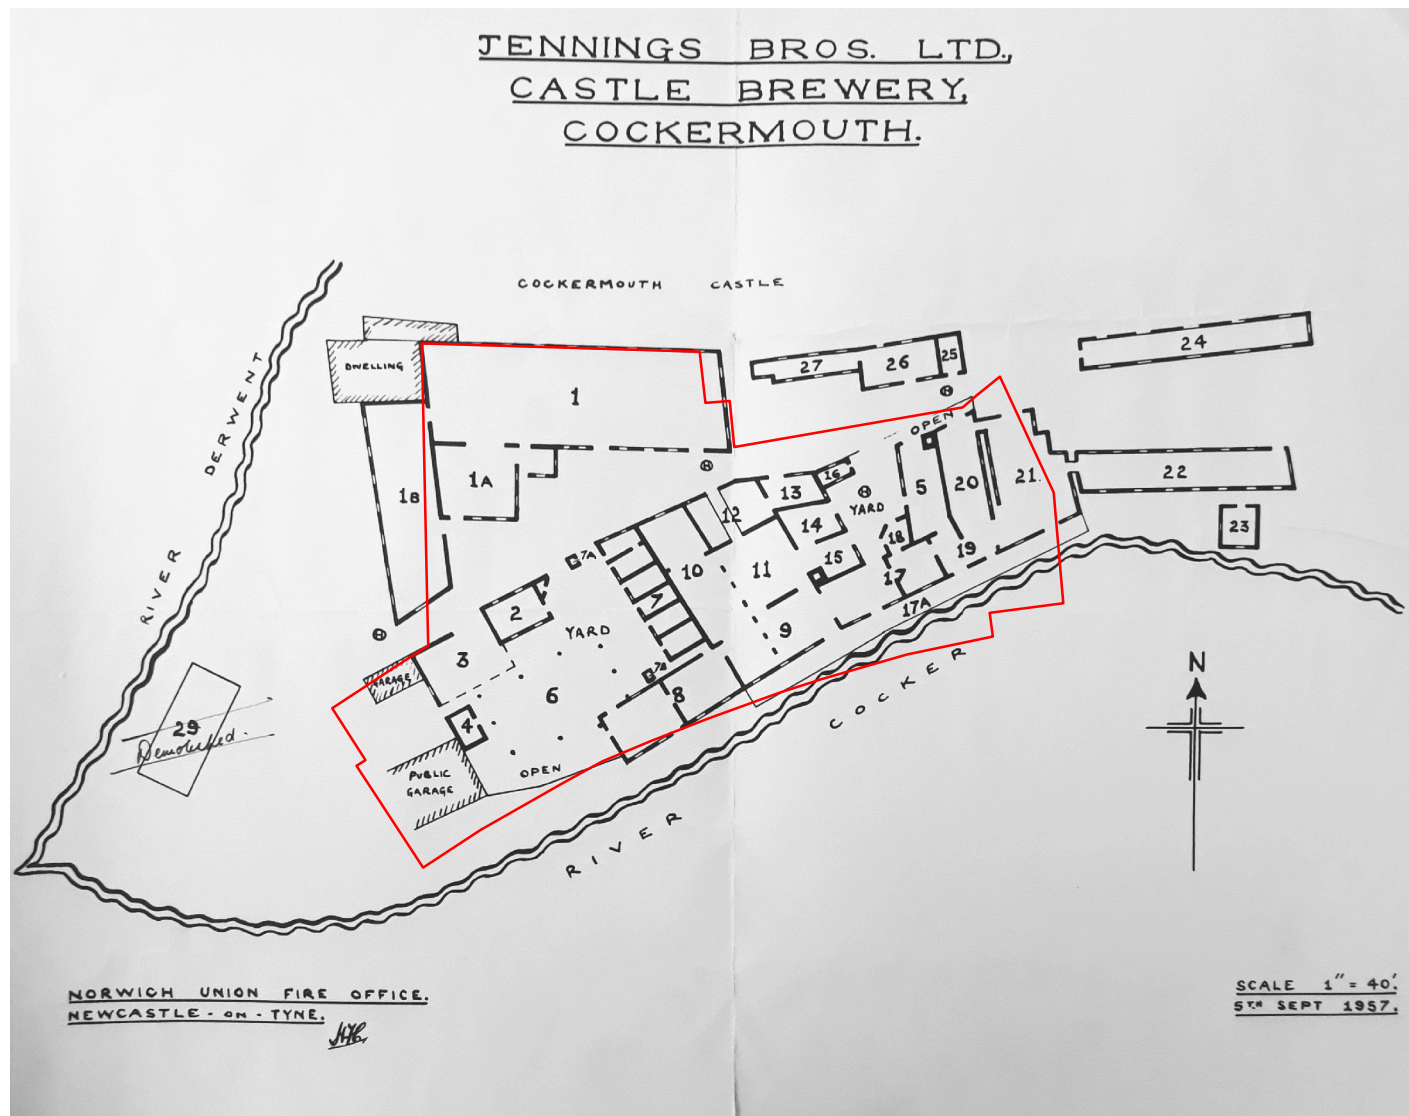 JENNINGS BROS. LTD.,
CASTLE BREWERY,
COCKERMOUTH.
COCKERMOUTH CASTLE
RIVER DERWENT
DWELLING
1
1A
1B
27
26
25
24
22
23
OPEN
5
20
21.
16
13
12
14
YARD
15
18
19
17
17A
11
10
9
7A
7
7B
8
2
YARD
3
6
4
GARAGE
PUBLIC
GARAGE
OPEN
H
H
H
H
29
Demolished.
RIVER COCKER
N
NORWICH UNION FIRE OFFICE.
NEWCASTLE-ON-TYNE.
SCALE 1" = 40'.
5TH SEPT 1957.